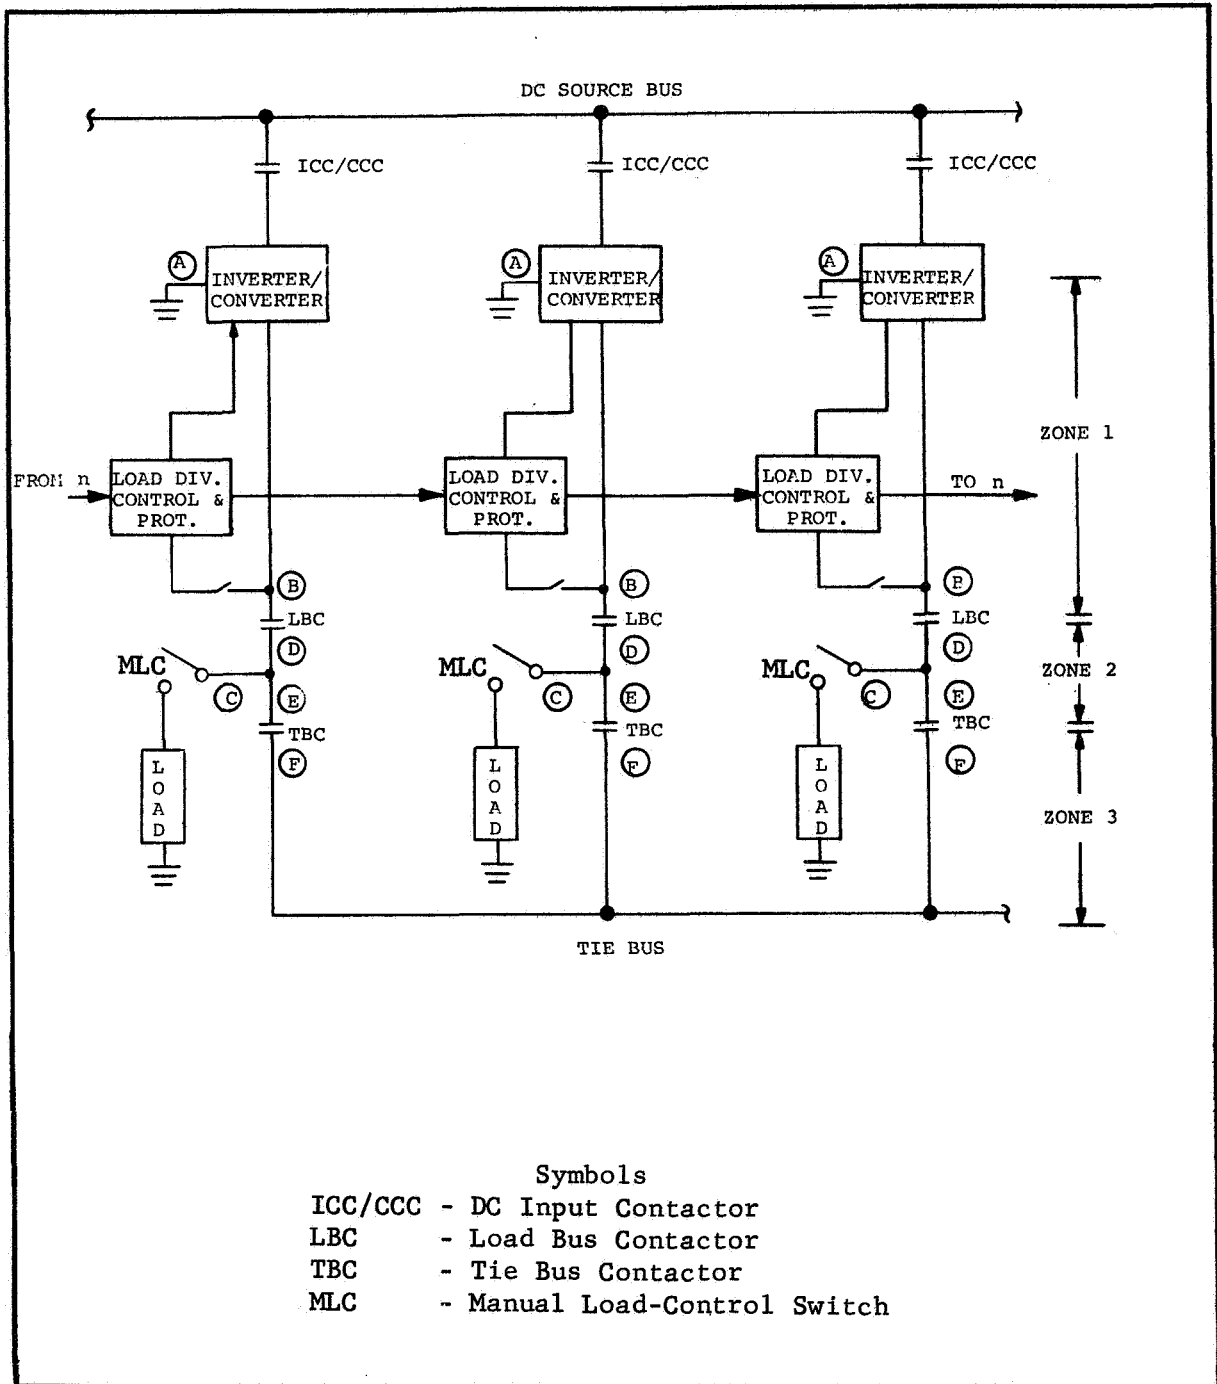 DC SOURCE BUS
ICC/CCC
ICC/CCC
ICC/CCC
A
INVERTER/
CONVERTER
A
INVERTER/
CONVERTER
A
INVERTER/
CONVERTER
ZONE 1
FROM n
LOAD DIV.
CONTROL &
PROT.
LOAD DIV.
CONTROL &
PROT.
LOAD DIV.
CONTROL &
PROT.
TO n
B
LBC
D
MLC
C
E
TBC
F
LOAD
B
LBC
D
MLC
C
E
TBC
F
LOAD
B
LBC
D
MLC
C
E
TBC
F
LOAD
ZONE 2
ZONE 3
TIE BUS
Symbols
ICC/CCC - DC Input Contactor
LBC - Load Bus Contactor
TBC - Tie Bus Contactor
MLC - Manual Load-Control Switch